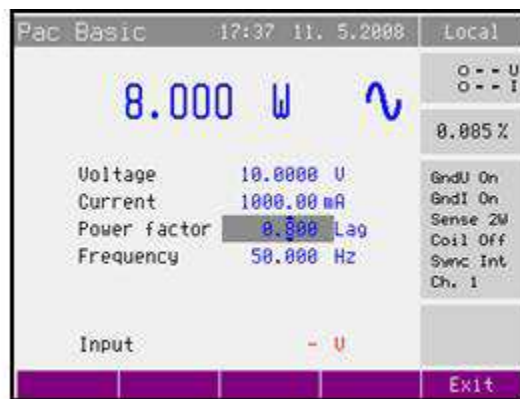 Pac Basic 17:37 11. 5.2008 Local
o-- U
o-- I
8.000 W
0.085 %
Voltage 10.0000 U
Current 1000.00 mA
Power factor 0.800 Lag
Frequency 50.000 Hz
GndU On
GndI On
Sense 2W
Coil Off
Sync Int
Ch. 1
Input - U
Exit